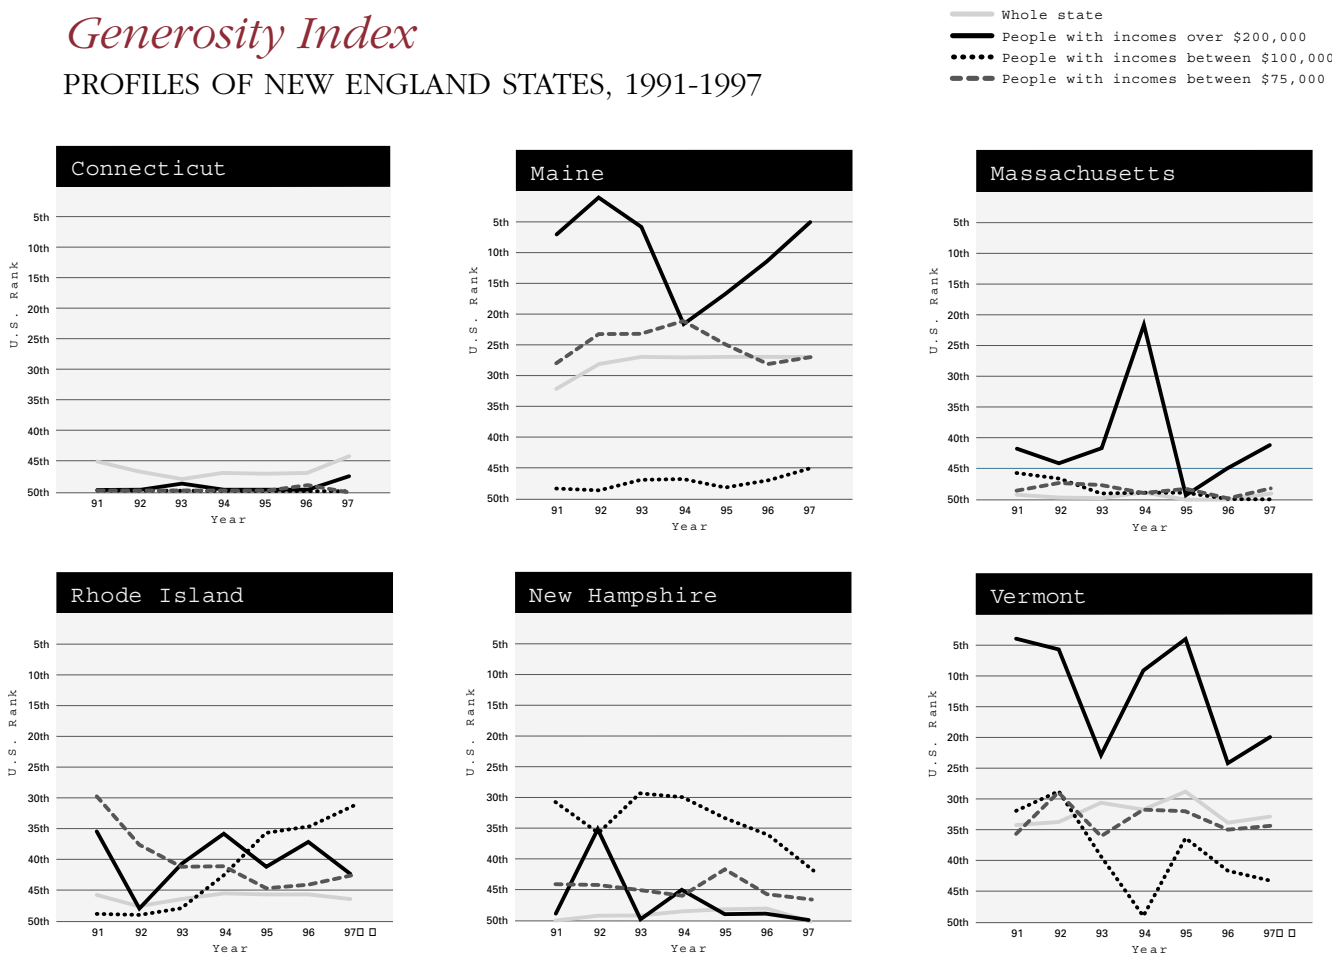 Generosity Index
PROFILES OF NEW ENGLAND STATES, 1991-1997
Whole state
People with incomes over $200,000
People with incomes between $100,000
People with incomes between $75,000
Connecticut
U.S. Rank
5th
10th
15th
20th
25th
30th
35th
40th
45th
50th
91 92 93 94 95 96 97
Year
Maine
U.S. Rank
5th
10th
15th
20th
25th
30th
35th
40th
45th
50th
91 92 93 94 95 96 97
Year
Massachusetts
U.S. Rank
5th
10th
15th
20th
25th
30th
35th
40th
45th
50th
91 92 93 94 95 96 97
Year
Rhode Island
U.S. Rank
5th
10th
15th
20th
25th
30th
35th
40th
45th
50th
91 92 93 94 95 96 97
Year
New Hampshire
U.S. Rank
5th
10th
15th
20th
25th
30th
35th
40th
45th
50th
91 92 93 94 95 96 97
Year
Vermont
U.S. Rank
5th
10th
15th
20th
25th
30th
35th
40th
45th
50th
91 92 93 94 95 96 97
Year